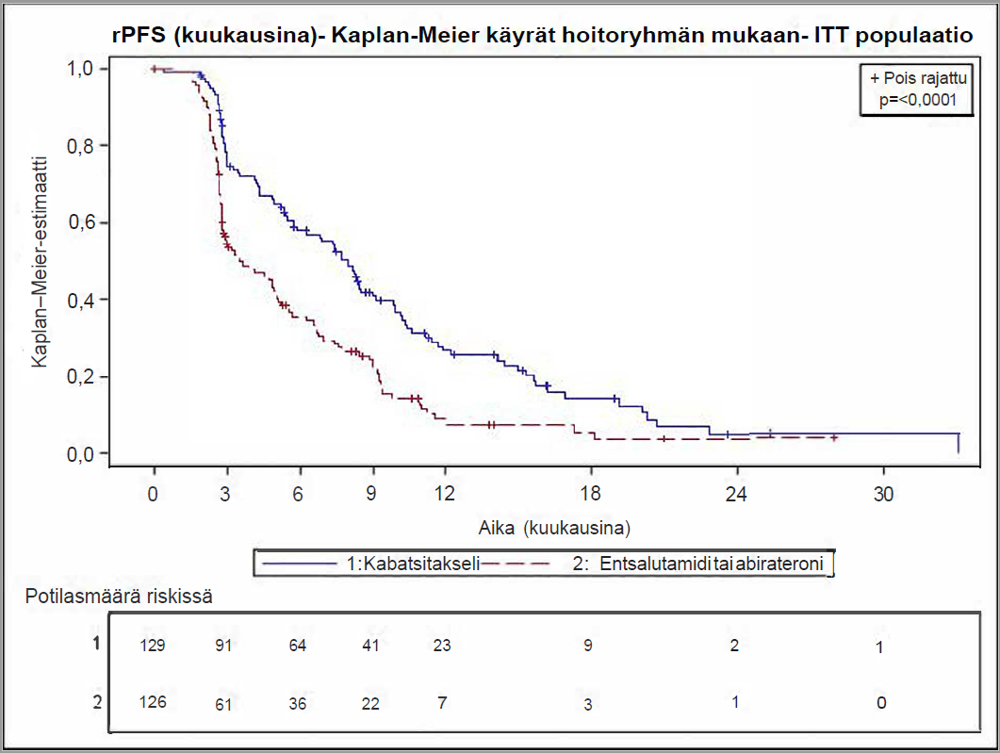 rPFS (kuukausina)- Kaplan-Meier käyrät hoitoryhmän mukaan- ITT populaatio
+ Pois rajattu
p=<0,0001
Kaplan–Meier-estimaatti
1,0
0,8
0,6
0,4
0,2
0,0
0 3 6 9 12 18 24 30
Aika (kuukausina)
1:Kabatsitakseli 2: Entsalutamidi tai abirateroni
Potilasmäärä riskissä
1 129 91 64 41 23 9 2 1
2 126 61 36 22 7 3 1 0